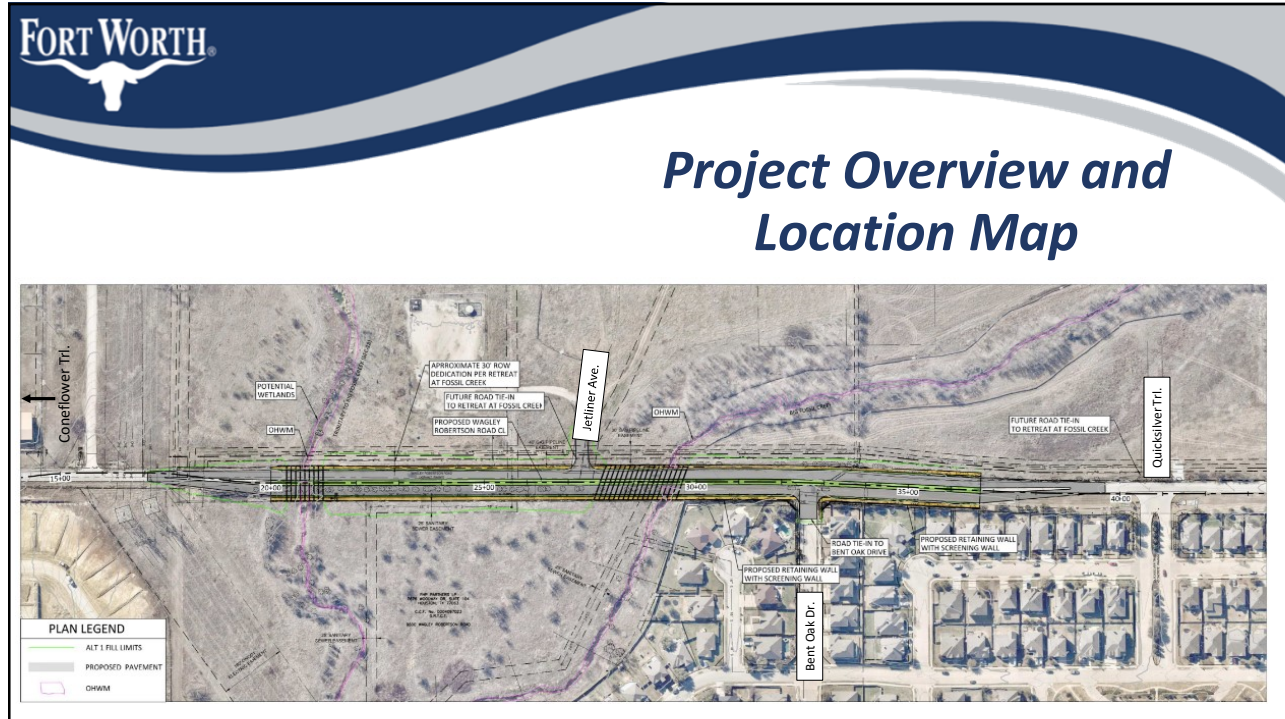 FORT WORTH®
Project Overview and
Location Map
Coneflower Trl.
POTENTIAL
WETLANDS
OHWM
APRROXIMATE 30' ROW
DEDICATION PER RETREAT
AT FOSSIL CREEK
FUTURE ROAD TIE-IN
TO RETREAT AT FOSSIL CREEK
PROPOSED WAGLEY
ROBERTSON ROAD CL
Jetliner Ave.
OHWM
FUTURE ROAD TIE-IN
TO RETREAT AT FOSSIL CREEK
Quicksilver Trl.
15+00
20+00
25+00
30+00
35+00
40+00
ROAD TIE-IN TO
BENT OAK DRIVE
PROPOSED RETAINING WALL
WITH SCREENING WALL
PROPOSED RETAINING WALL
WITH SCREENING WALL
Bent Oak Dr.
PLAN LEGEND
ALT 1 FILL LIMITS
PROPOSED PAVEMENT
OHWM